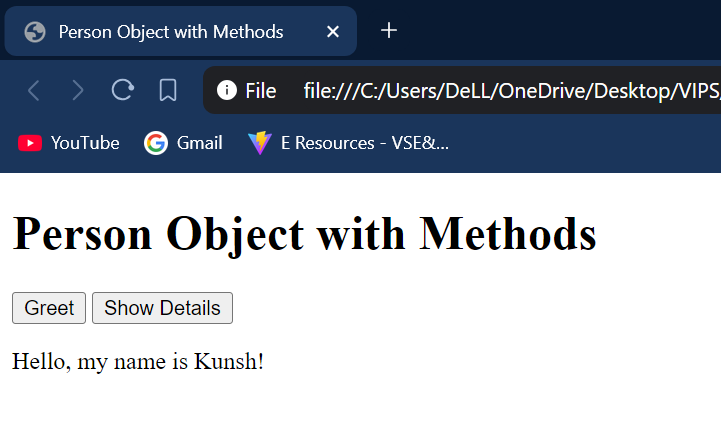 Person Object with Methods
File file:///C:/Users/DeLL/OneDrive/Desktop/VIPS/
YouTube Gmail E Resources - VSE&...
Person Object with Methods
Greet Show Details
Hello, my name is Kunsh!